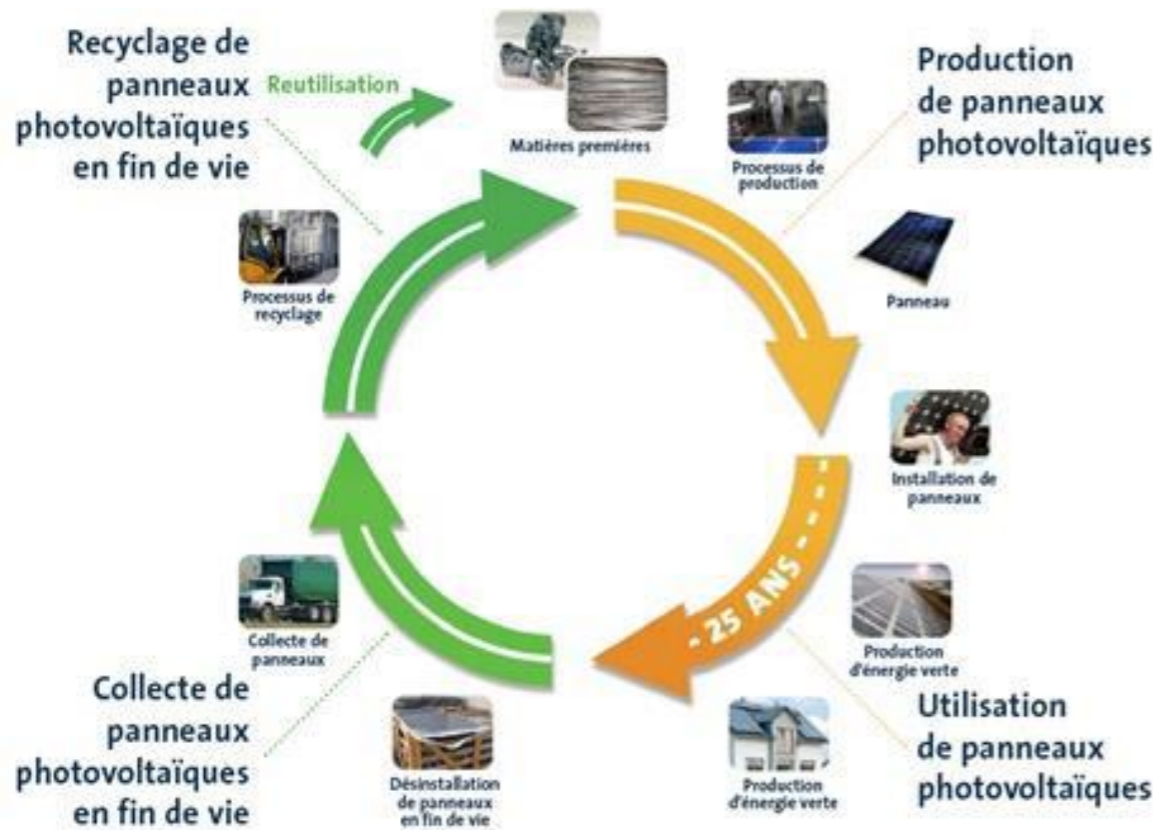 Recyclage de
panneaux
photovoltaïques
en fin de vie
Reutilisation
Matières premières
Processus de
production
Production
de panneaux
photovoltaïques
Panneau
Installation de
panneaux
Production
d'énergie verte
- 25 ANS -
Utilisation
de panneaux
photovoltaïques
Production
d'énergie verte
Désinstallation
de panneaux
en fin de vie
Collecte de
panneaux
Collecte de
panneaux
photovoltaïques
en fin de vie
Processus de
recyclage